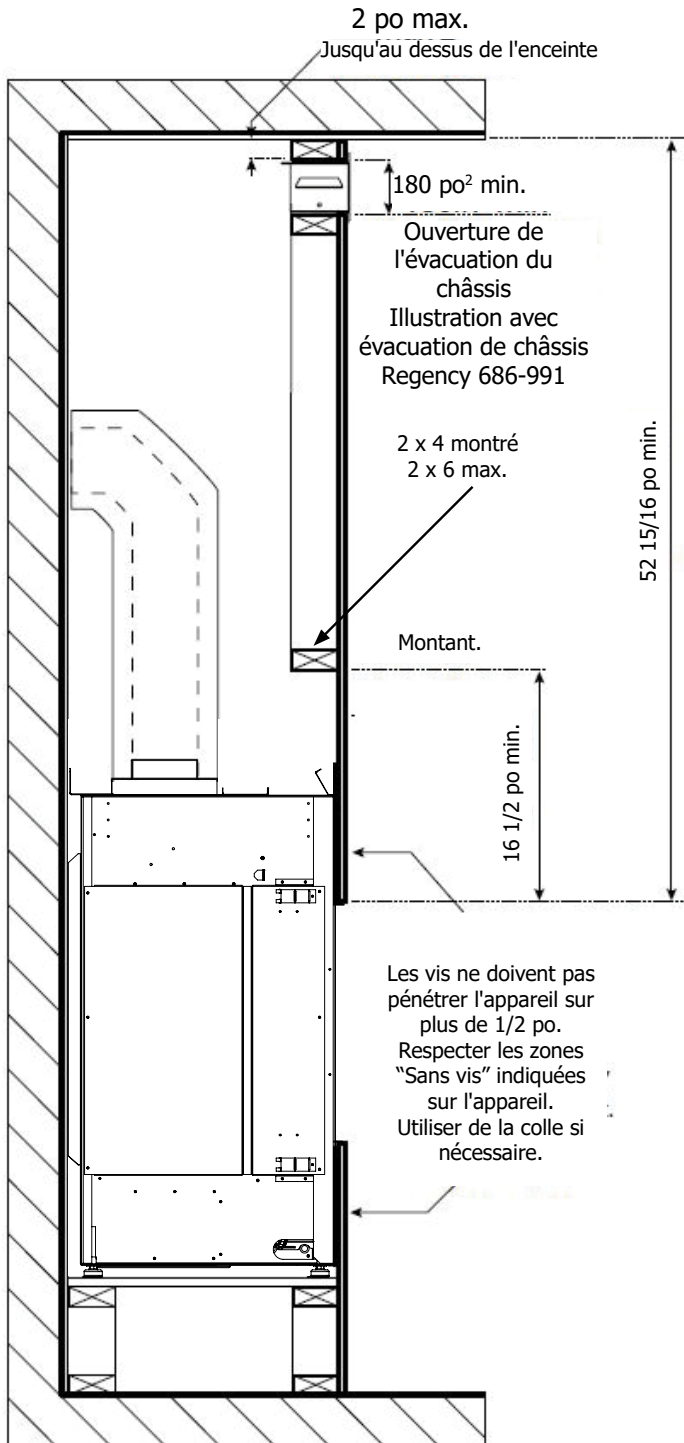 2 po max.
Jusqu'au dessus de l'enceinte
180 po² min.
Ouverture de
l'évacuation du
châssis
Illustration avec
évacuation de châssis
Regency 686-991
2 x 4 montré
2 x 6 max.
52 15/16 po min.
Montant.
16 1/2 po min.
Les vis ne doivent pas
pénétrer l'appareil sur
plus de 1/2 po.
Respecter les zones
“Sans vis” indiquées
sur l'appareil.
Utiliser de la colle si
nécessaire.